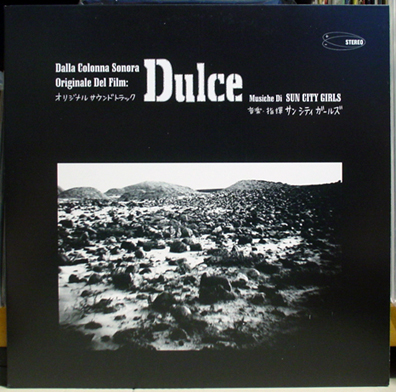 STEREO
Dalla Colonna Sonora
Originale Del Film:
オリジナル サウンドトラック
Dulce
Musiche Di SUN CITY GIRLS
音楽・指揮 サン シティ ガールズ